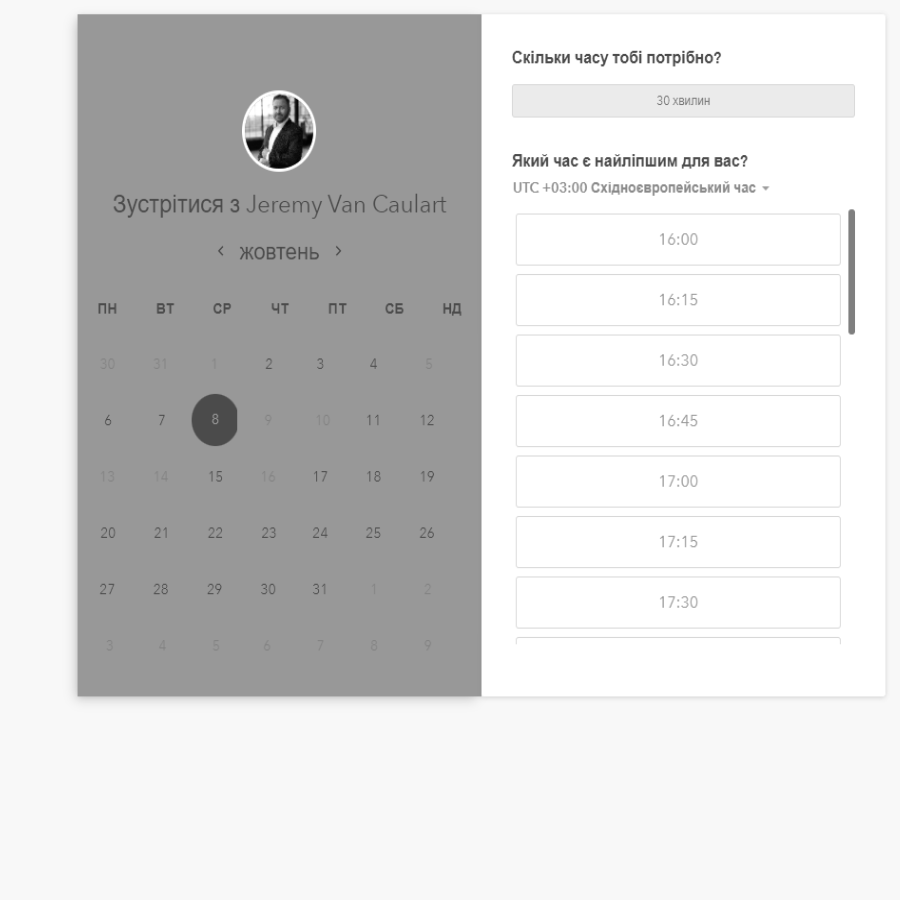 Зустрітися з Jeremy Van Caulart
жовтень
ПН ВТ СР ЧТ ПТ СБ НД
30 31 1 2 3 4 5
6 7 8 9 10 11 12
13 14 15 16 17 18 19
20 21 22 23 24 25 26
27 28 29 30 31 1 2
3 4 5 6 7 8 9
Скільки часу тобі потрібно?
30 хвилин
Який час є найліпшим для вас?
UTC +03:00 Східноєвропейський час
16:00
16:15
16:30
16:45
17:00
17:15
17:30